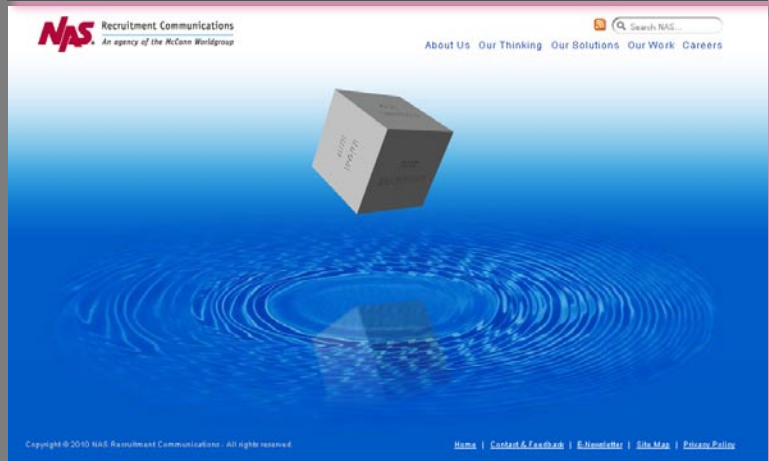 NAS. Recruitment Communications
An agency of the McCann Worldgroup
Search NAS...
About Us Our Thinking Our Solutions Our Work Careers
Copyright © 2010 NAS Recruitment Communications - All rights reserved.
Home | Contact & Feedback | E-Newsletter | Site Map | Privacy Policy